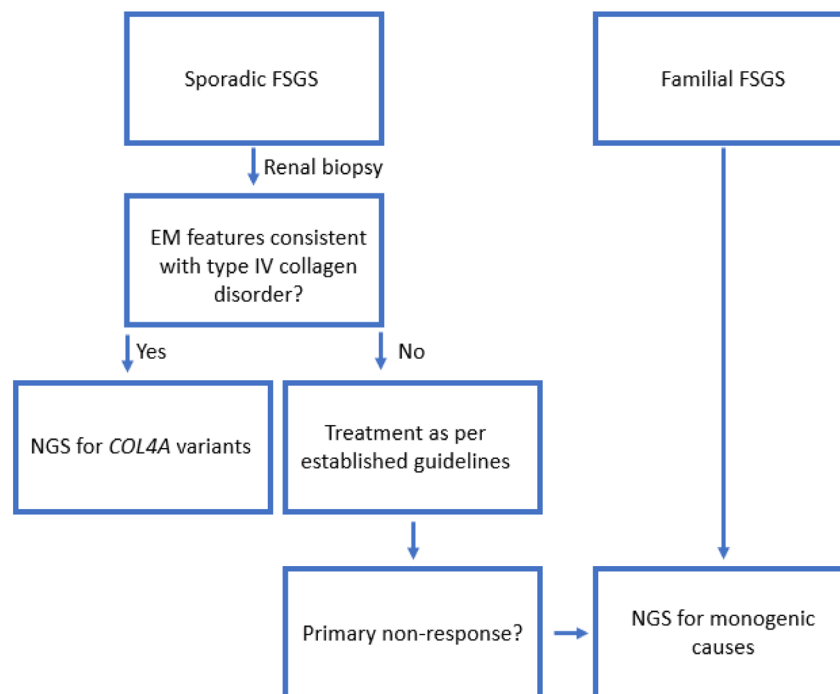 Sporadic FSGS
Familial FSGS
Renal biopsy
EM features consistent
with type IV collagen
disorder?
Yes
No
NGS for COL4A variants
Treatment as per
established guidelines
Primary non-response?
NGS for monogenic
causes